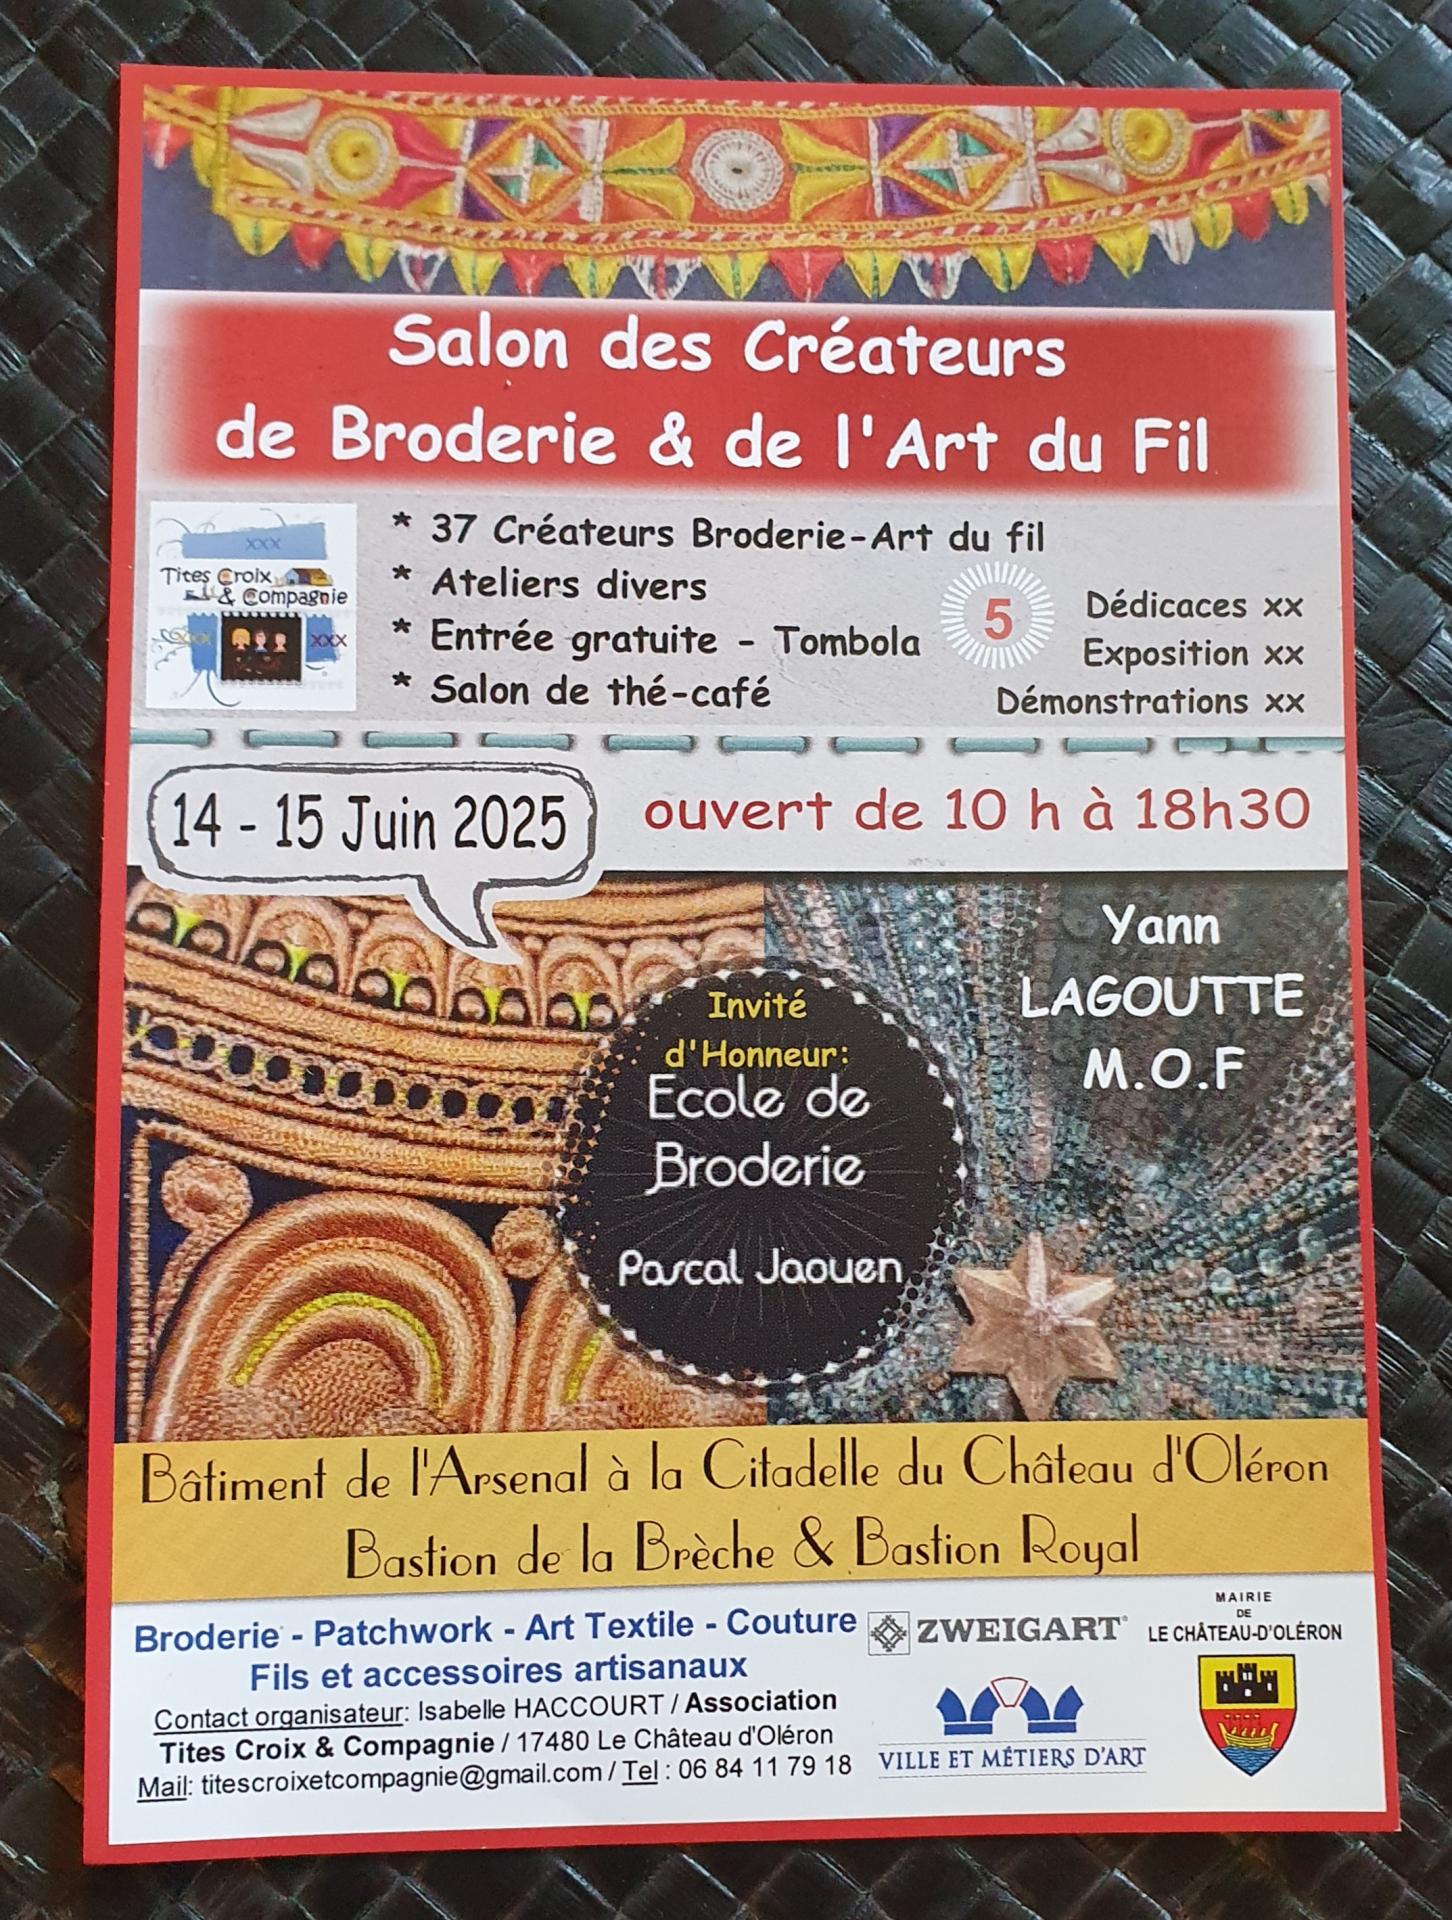 Salon des Créateurs
de Broderie & de l'Art du Fil
xxx
Tites Croix
& Compagnie
xxx
xxx
* 37 Créateurs Broderie-Art du fil
* Ateliers divers
* Entrée gratuite - Tombola
* Salon de thé-café
5
Dédicaces xx
Exposition xx
Démonstrations xx
14 - 15 Juin 2025
ouvert de 10 h à 18h30
Yann
LAGOUTTE
M.O.F
Invité
d'Honneur:
Ecole de
Broderie
Pascal Jaouen
Bâtiment de l'Arsenal à la Citadelle du Château d'Oléron
Bastion de la Brèche & Bastion Royal
Broderie - Patchwork - Art Textile - Couture
Fils et accessoires artisanaux
Contact organisateur: Isabelle HACCOURT / Association
Tites Croix & Compagnie / 17480 Le Château d'Oléron
Mail: titescroixetcompagnie@gmail.com / Tel : 06 84 11 79 18
ZWEIGART®
VILLE ET MÉTIERS D'ART
MAIRIE
DE
LE CHÂTEAU-D'OLÉRON